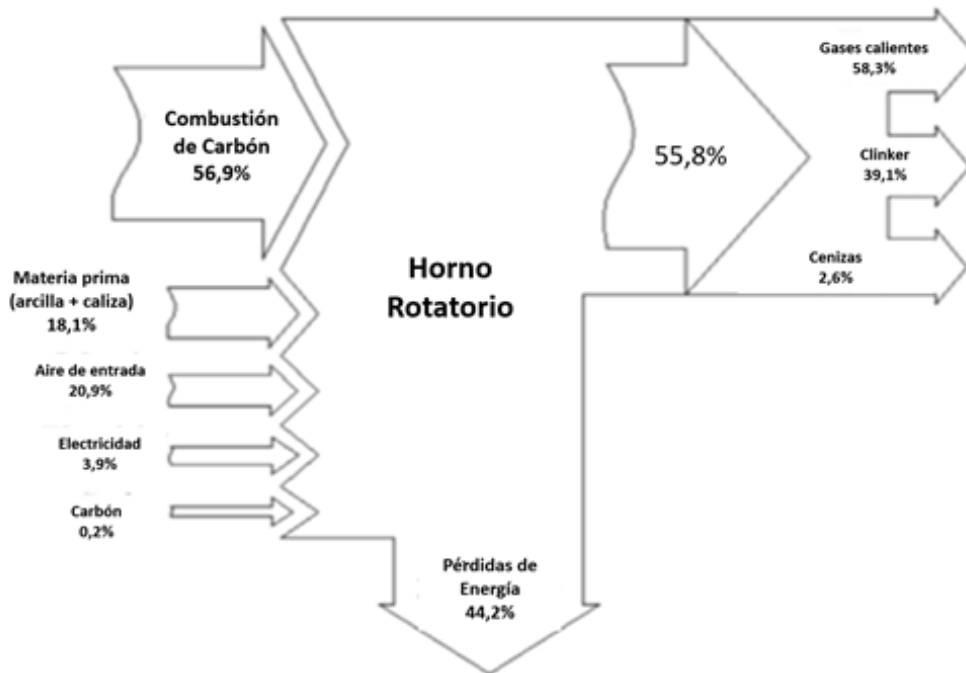 Combustión
de Carbón
56,9%
Materia prima
(arcilla + caliza)
18,1%
Aire de entrada
20,9%
Electricidad
3,9%
Carbón
0,2%
Horno
Rotatorio
Pérdidas de
Energía
44,2%
55,8%
Gases calientes
58,3%
Clinker
39,1%
Cenizas
2,6%